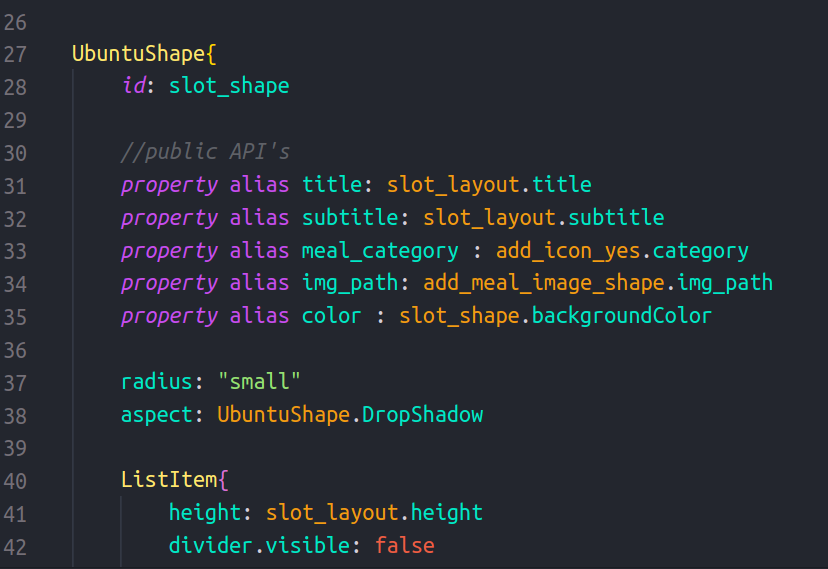 26
27 UbuntuShape{
28 id: slot_shape
29
30 //public API's
31 property alias title: slot_layout.title
32 property alias subtitle: slot_layout.subtitle
33 property alias meal_category : add_icon_yes.category
34 property alias img_path: add_meal_image_shape.img_path
35 property alias color : slot_shape.backgroundColor
36
37 radius: "small"
38 aspect: UbuntuShape.DropShadow
39
40 ListItem{
41 height: slot_layout.height
42 divider.visible: false